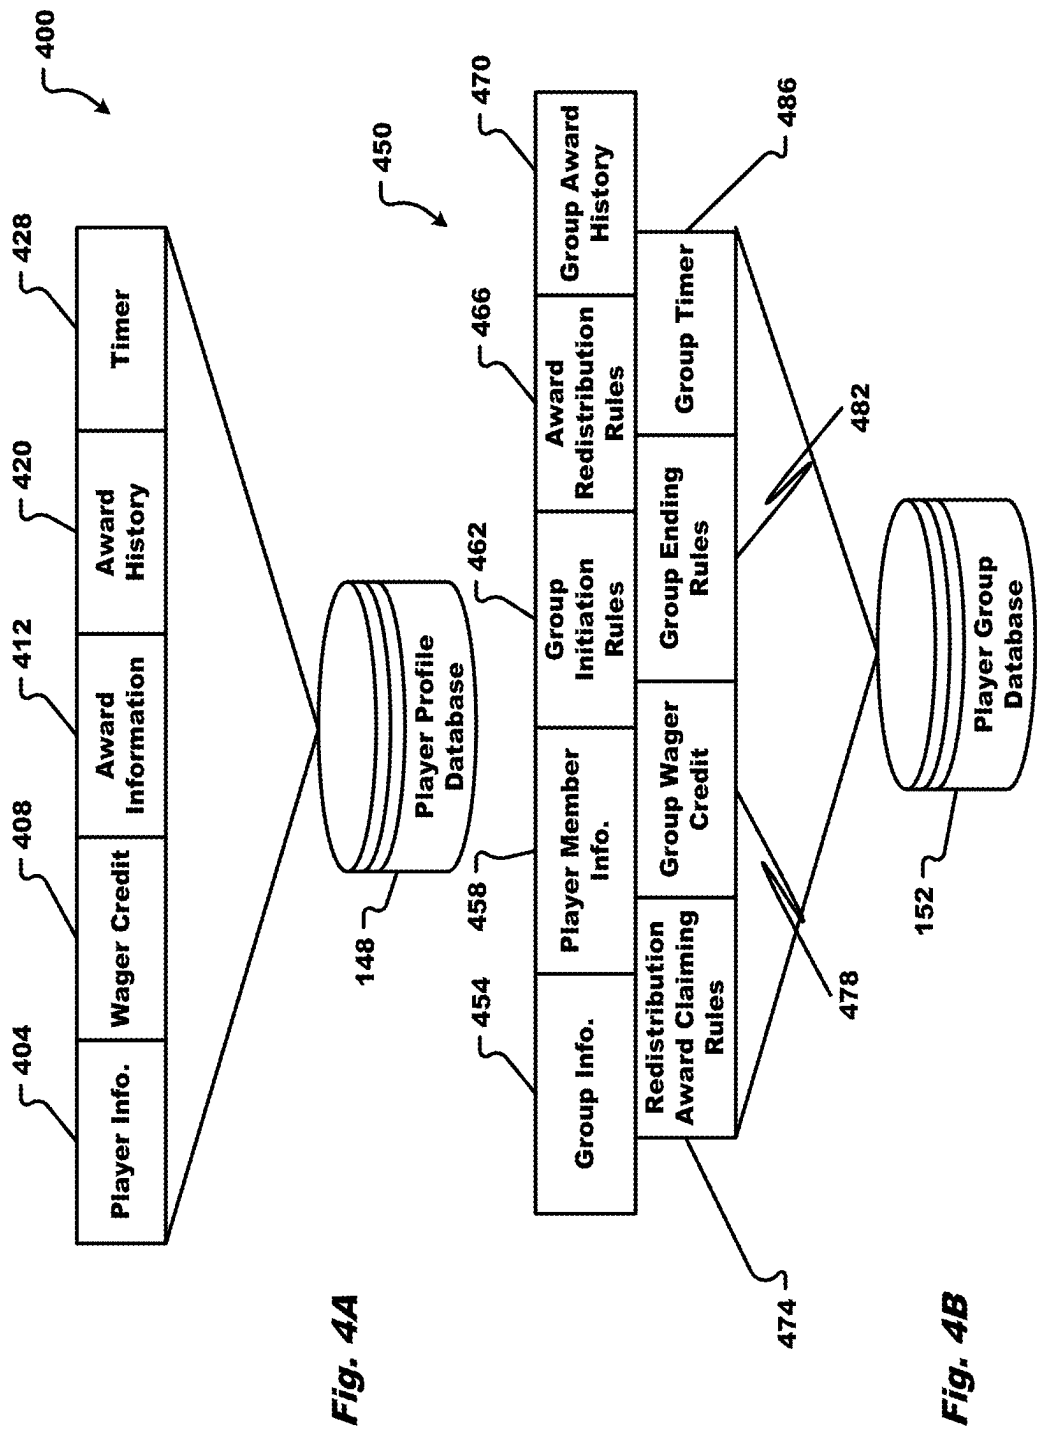 400
404
408
412
420
428
Player Info.
Wager Credit
Award
Information
Award
History
Timer
148
Player Profile
Database
Fig. 4A
450
454
458
462
466
470
Group Info.
Player Member
Info.
Group
Initiation
Rules
Award
Redistribution
Rules
Group Award
History
Redistribution
Award Claiming
Rules
Group Wager
Credit
Group Ending
Rules
Group Timer
474
478
482
486
152
Player Group
Database
Fig. 4B